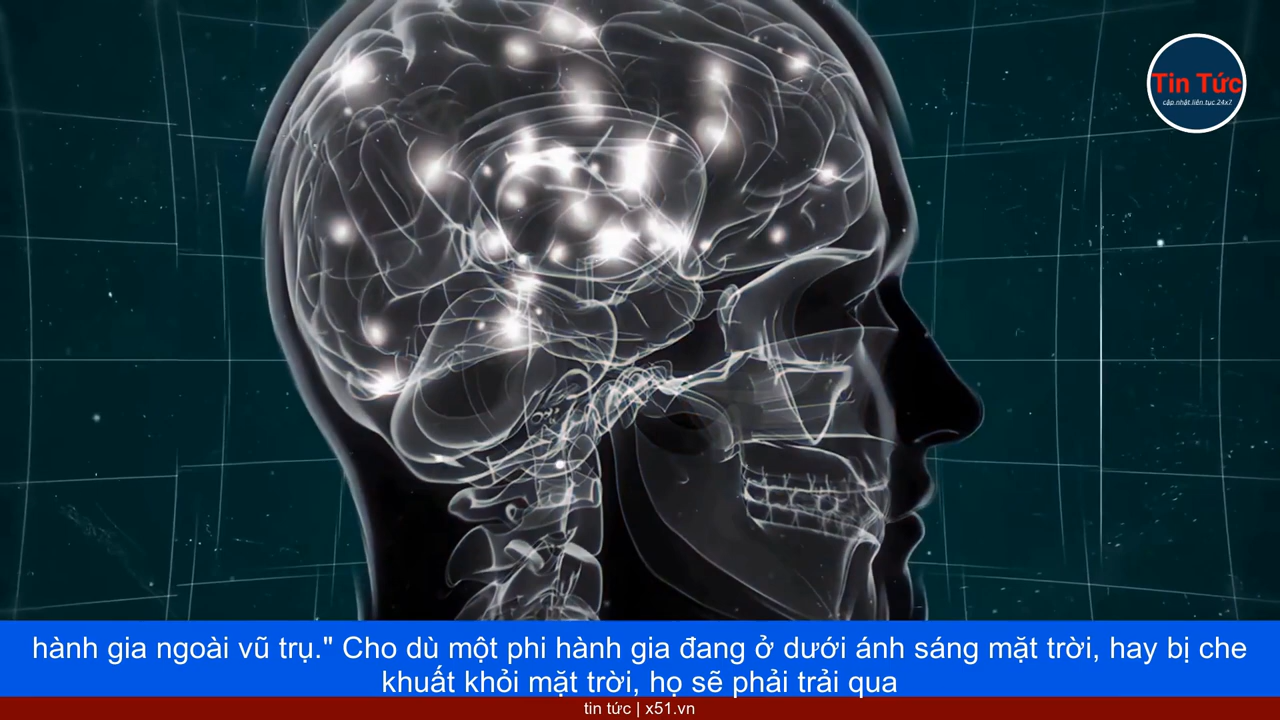 Tin Tức
cập nhật liên tục 24x7
hành gia ngoài vũ trụ." Cho dù một phi hành gia đang ở dưới ánh sáng mặt trời, hay bị che
khuất khỏi mặt trời, họ sẽ phải trải qua
tin tức | x51.vn